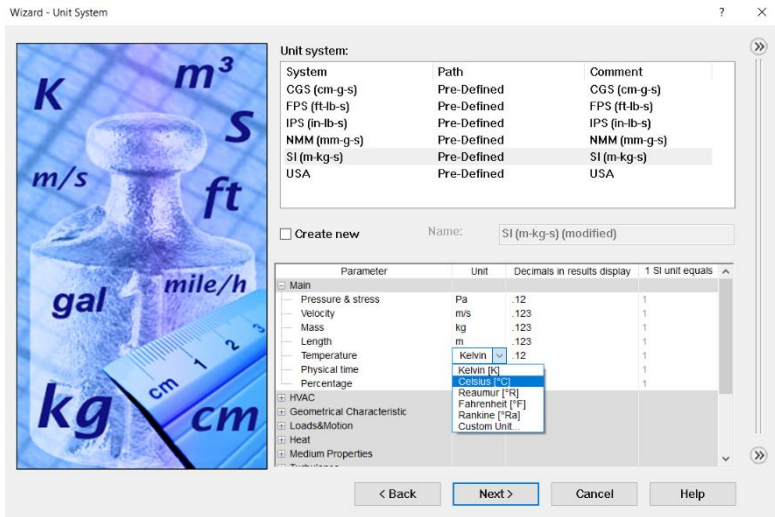 Wizard - Unit System ? ×
K
m³
S
m/s
ft
gal
mile/h
cm 1 2 3
kg
cm
Unit system:
System Path Comment
CGS (cm-g-s) Pre-Defined CGS (cm-g-s)
FPS (ft-lb-s) Pre-Defined FPS (ft-lb-s)
IPS (in-lb-s) Pre-Defined IPS (in-lb-s)
NMM (mm-g-s) Pre-Defined NMM (mm-g-s)
SI (m-kg-s) Pre-Defined SI (m-kg-s)
USA Pre-Defined USA
Create new Name: SI (m-kg-s) (modified)
Parameter Unit Decimals in results display 1 SI unit equals
Main
Pressure & stress Pa .12 1
Velocity m/s .123 1
Mass kg .123 1
Length m .123 1
Temperature Kelvin .12 1
Physical time 1
Percentage 1
Kelvin [K]
Celsius [°C]
Reaumur [°R]
Fahrenheit [°F]
Rankine [°Ra]
Custom Unit...
HVAC
Geometrical Characteristic
Loads&Motion
Heat
Medium Properties
< Back Next > Cancel Help